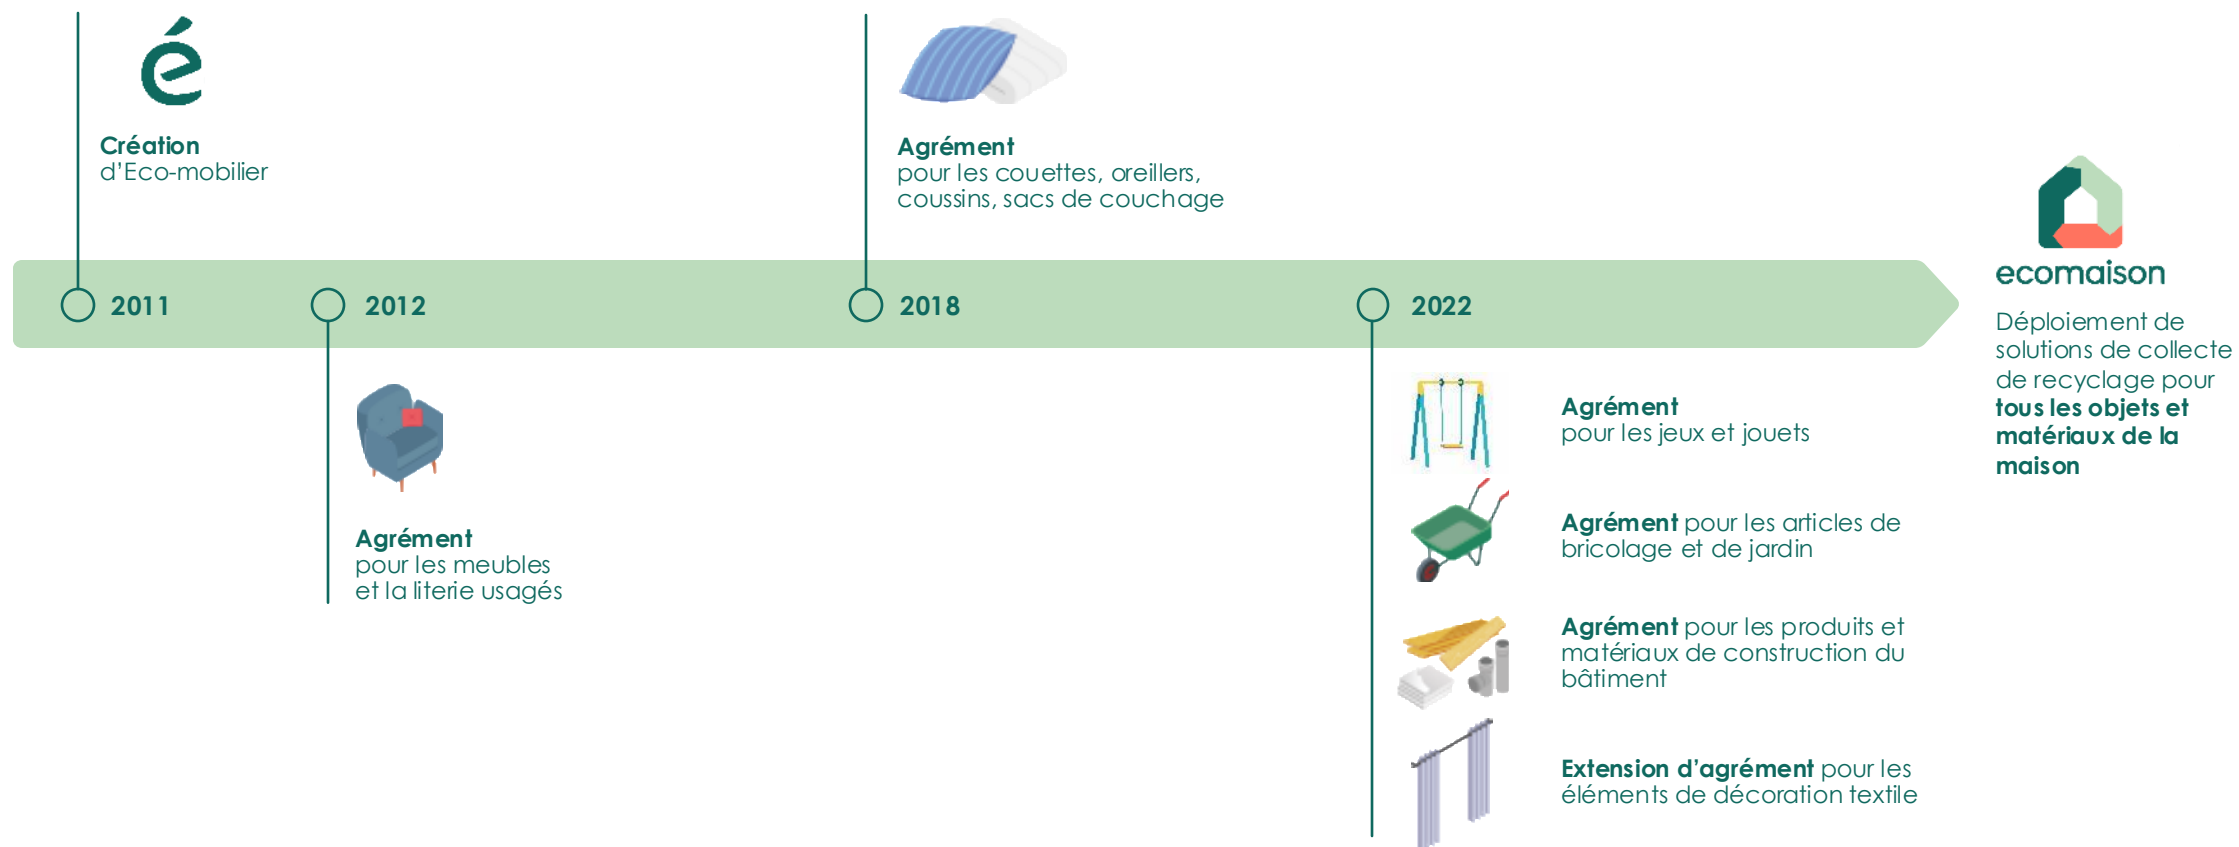 é
Création
d'Eco-mobilier
Agrément
pour les couettes, oreillers,
coussins, sacs de couchage
2011
2012
2018
2022
Agrément
pour les meubles
et la literie usagés
Agrément
pour les jeux et jouets
Agrément pour les articles de
bricolage et de jardin
Agrément pour les produits et
matériaux de construction du
bâtiment
Extension d'agrément pour les
éléments de décoration textile
ecomaison
Déploiement de
solutions de collecte
de recyclage pour
tous les objets et
matériaux de la
maison